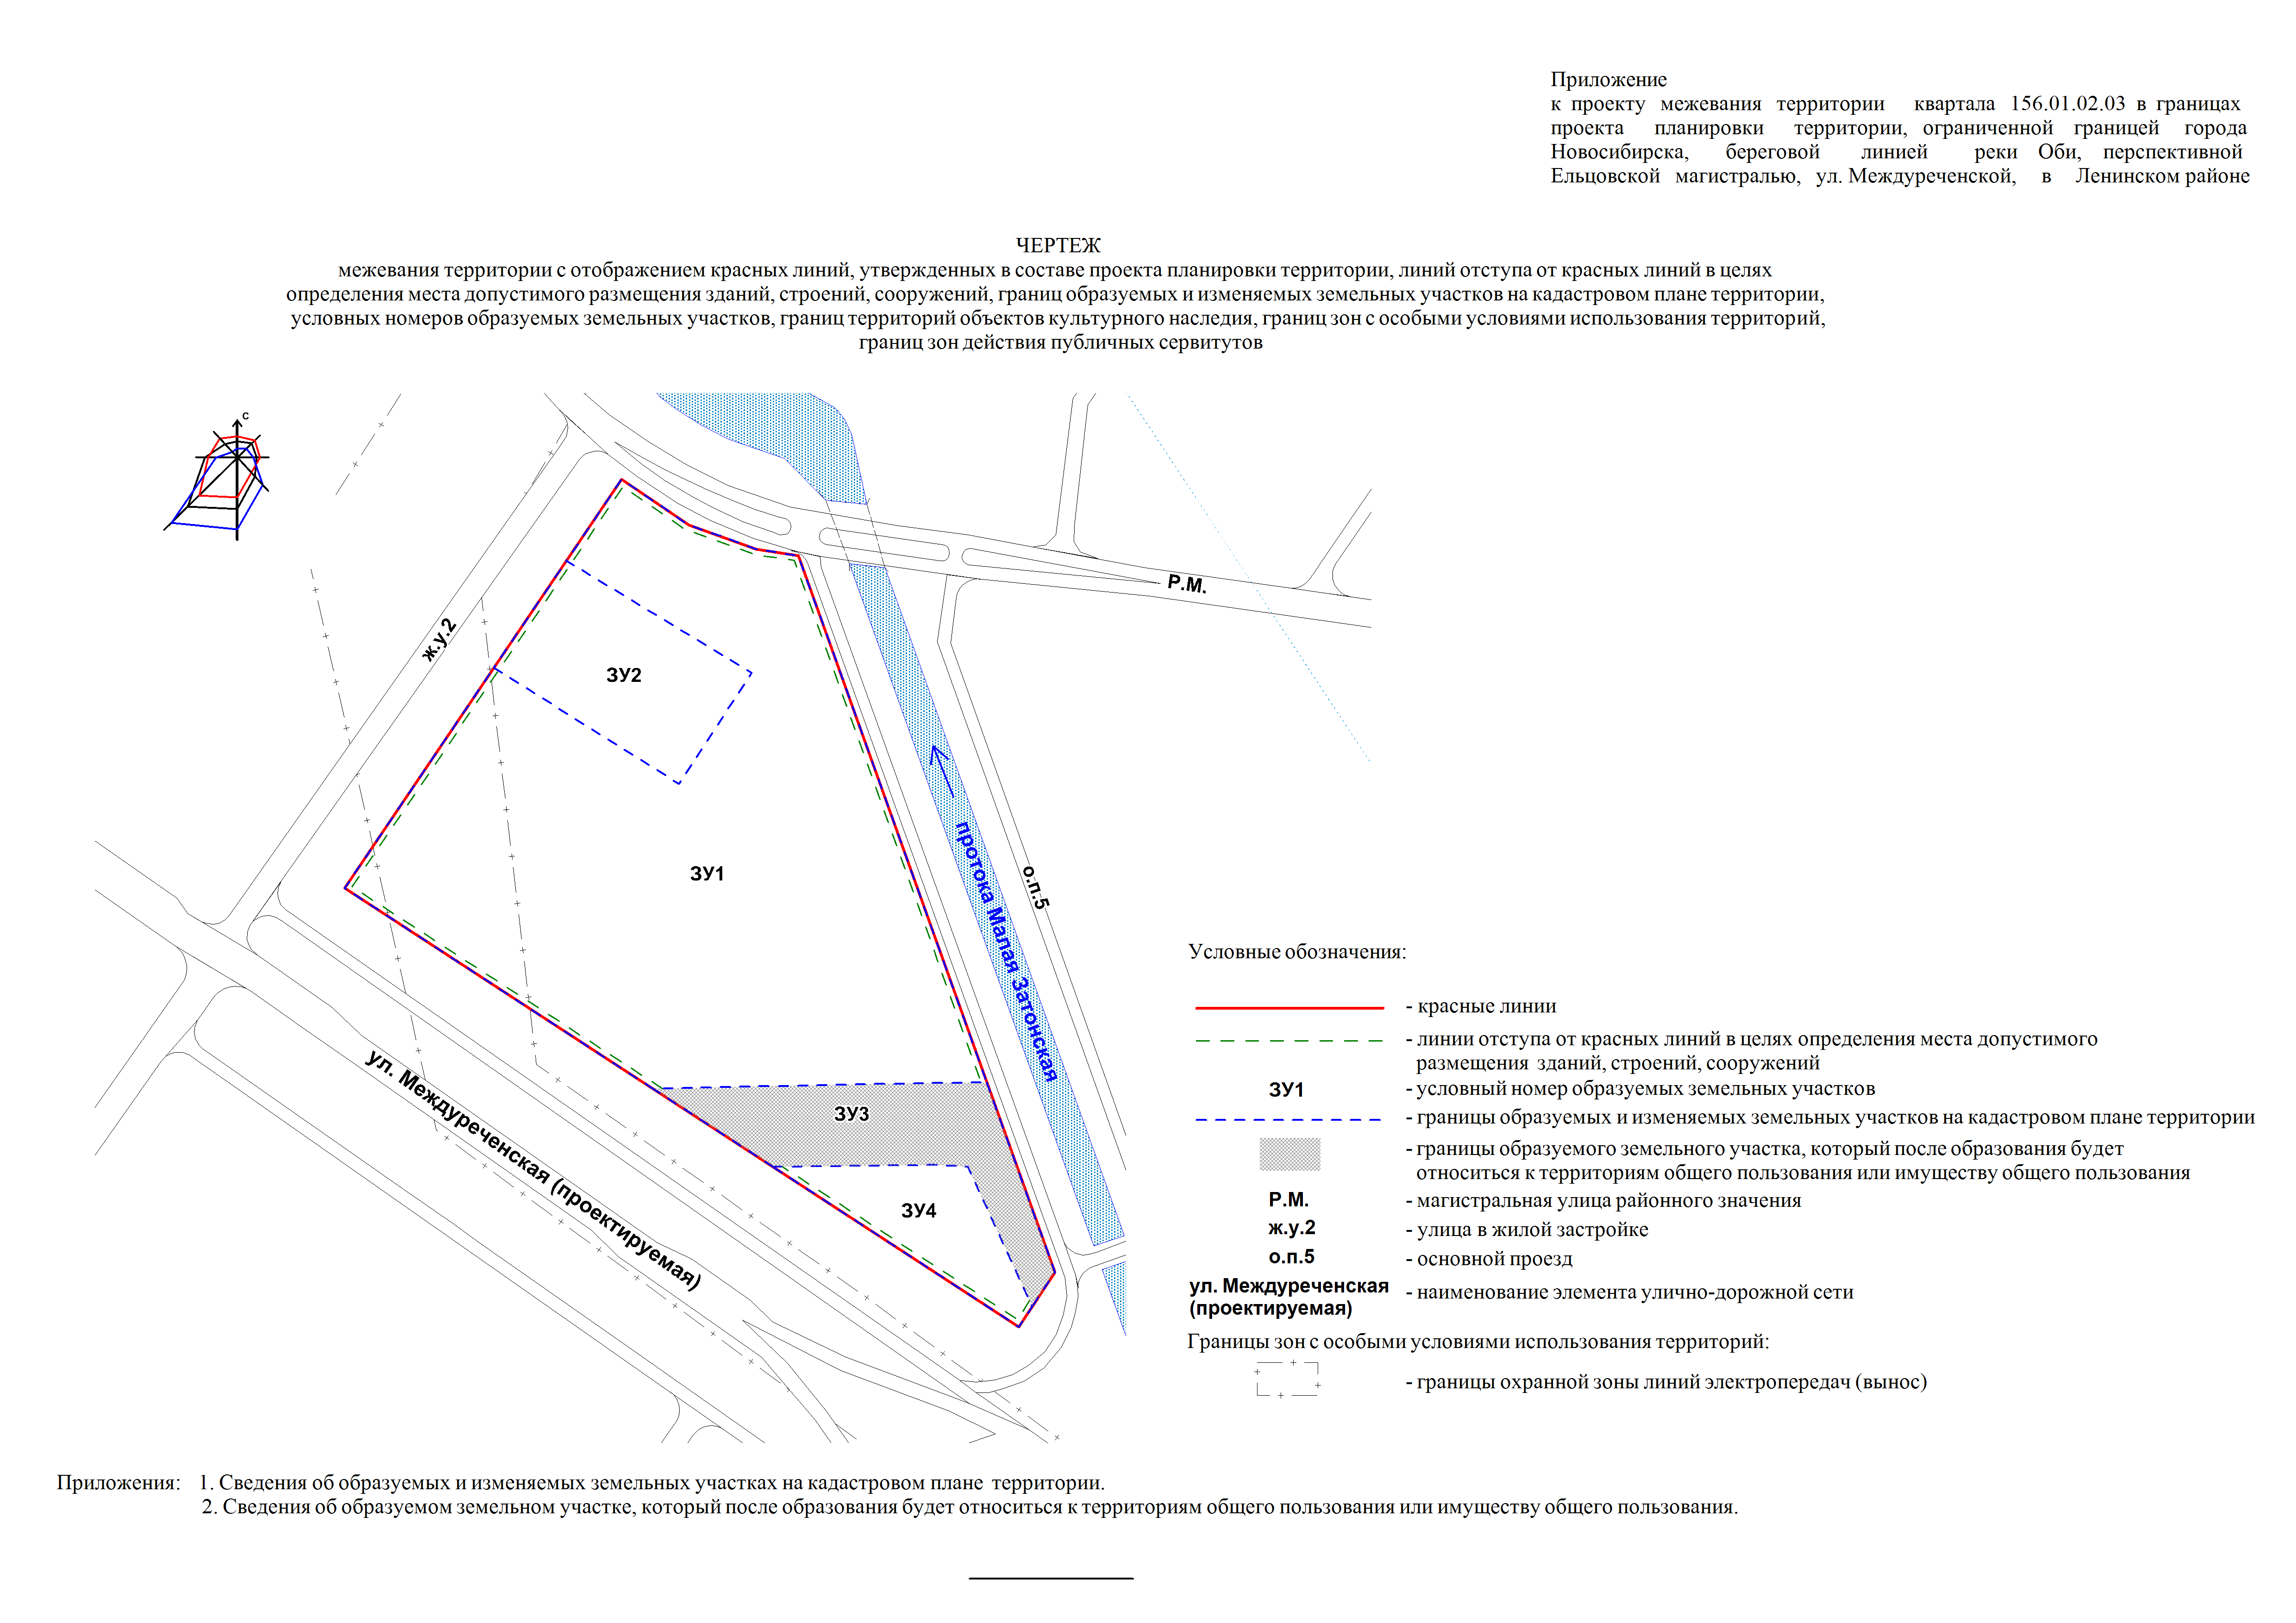 Приложение
к проекту межевания территории квартала 156.01.02.03 в границах
проекта планировки территории, ограниченной границей города
Новосибирска, береговой линией реки Оби, перспективной
Ельцовской магистралью, ул. Междуреченской, в Ленинском районе
ЧЕРТЕЖ
межевания территории с отображением красных линий, утвержденных в составе проекта планировки территории, линий отступа от красных линий в целях
определения места допустимого размещения зданий, строений, сооружений, границ образуемых и изменяемых земельных участков на кадастровом плане территории,
условных номеров образуемых земельных участков, границ территорий объектов культурного наследия, границ зон с особыми условиями использования территорий,
границ зон действия публичных сервитутов
С
Р.М.
ж.у.2
ЗУ2
ЗУ1
протока Малая Затонская
о.п.5
ЗУ3
ЗУ4
ул. Междуреченская (проектируемая)
Условные обозначения:
- красные линии
- линии отступа от красных линий в целях определения места допустимого
размещения зданий, строений, сооружений
ЗУ1 - условный номер образуемых земельных участков
- границы образуемых и изменяемых земельных участков на кадастровом плане территории
- границы образуемого земельного участка, который после образования будет
относиться к территориям общего пользования или имуществу общего пользования
Р.М. - магистральная улица районного значения
ж.у.2 - улица в жилой застройке
о.п.5 - основной проезд
ул. Междуреченская
(проектируемая) - наименование элемента улично-дорожной сети
Границы зон с особыми условиями использования территорий:
- границы охранной зоны линий электропередач (вынос)
Приложения: 1. Сведения об образуемых и изменяемых земельных участках на кадастровом плане территории.
2. Сведения об образуемом земельном участке, который после образования будет относиться к территориям общего пользования или имуществу общего пользования.